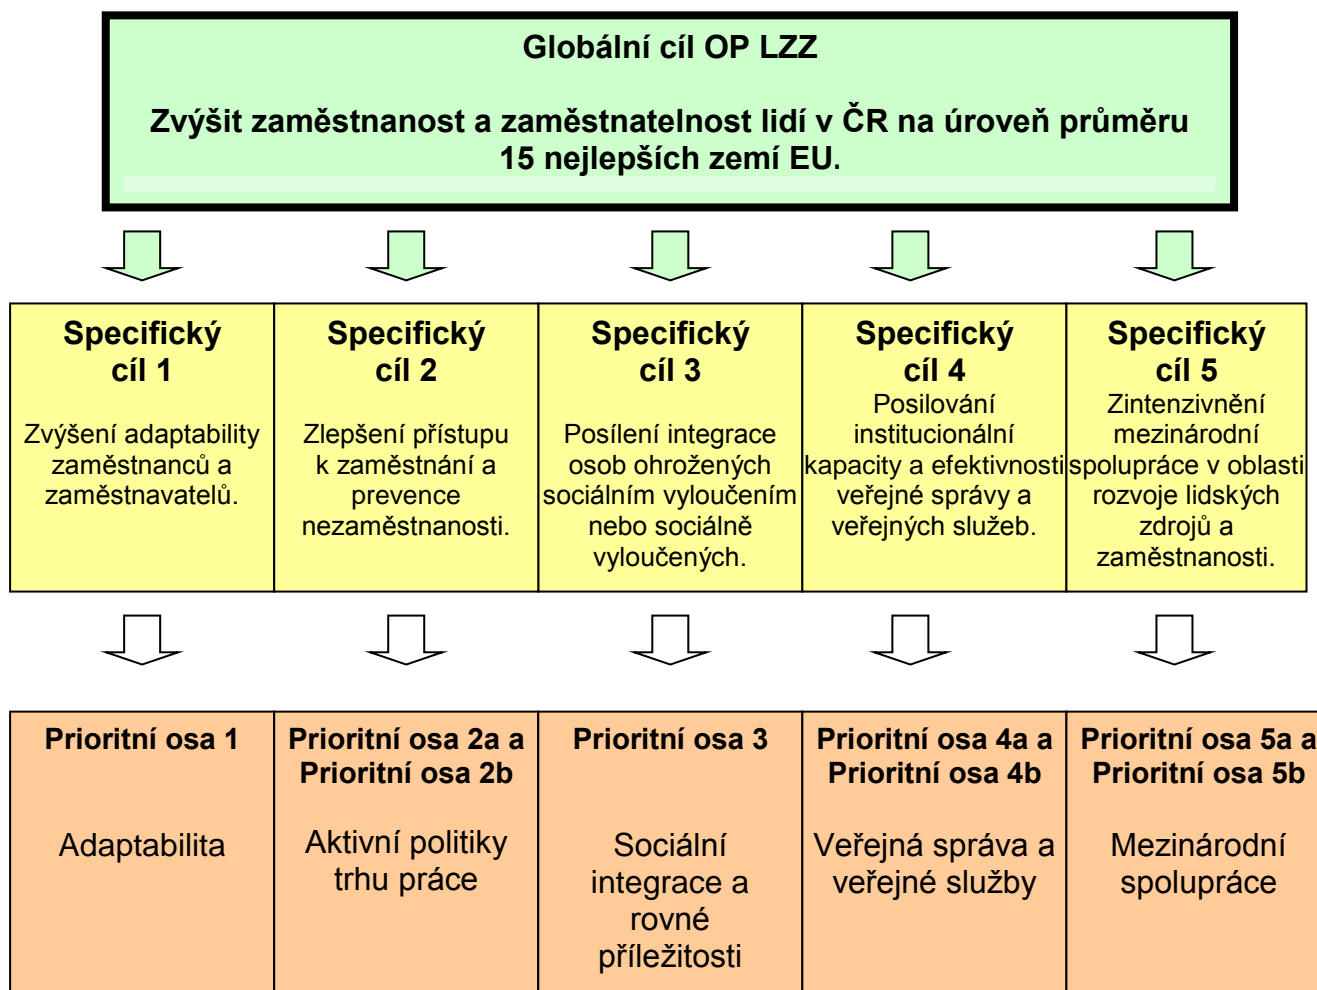 Globální cíl OP LZZ
Zvýšit zaměstnanost a zaměstnatelnost lidí v ČR na úroveň průměru
15 nejlepších zemí EU.
Specifický
cíl 1
Zvýšení adaptability
zaměstnanců a
zaměstnavatelů.
Specifický
cíl 2
Zlepšení přístupu
k zaměstnání a
prevence
nezaměstnanosti.
Specifický
cíl 3
Posílení integrace
osob ohrožených
sociálním vyloučením
nebo sociálně
vyloučených.
Specifický
cíl 4
Posilování
institucionální
kapacity a efektivnosti
veřejné správy a
veřejných služeb.
Specifický
cíl 5
Zintenzivnění
mezinárodní
spolupráce v oblasti
rozvoje lidských
zdrojů a
zaměstnanosti.
Prioritní osa 1
Adaptabilita
Prioritní osa 2a a
Prioritní osa 2b
Aktivní politiky
trhu práce
Prioritní osa 3
Sociální
integrace a
rovné
příležitosti
Prioritní osa 4a a
Prioritní osa 4b
Veřejná správa a
veřejné služby
Prioritní osa 5a a
Prioritní osa 5b
Mezinárodní
spolupráce